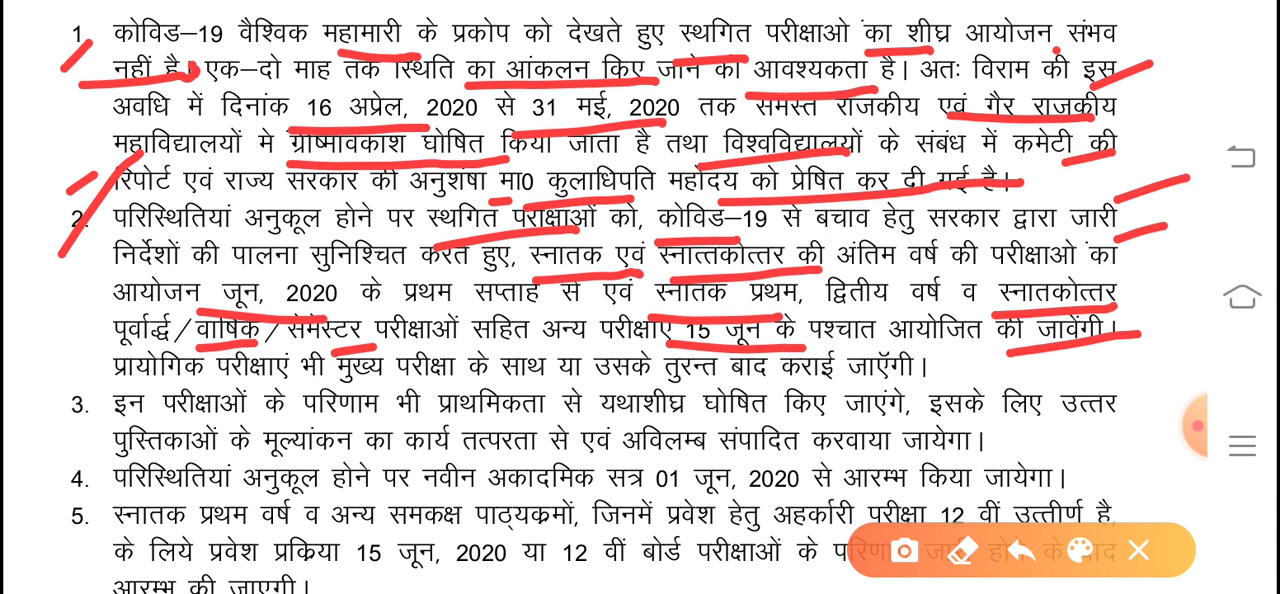 1. कोविड–19 वैश्विक महामारी के प्रकोप को देखते हुए स्थगित परीक्षाओं का शीघ्र आयोजन संभव
नहीं है। एक–दो माह तक स्थिति का आंकलन किए जाने की आवश्यकता है। अतः विराम की इस
अवधि में दिनांक 16 अप्रेल, 2020 से 31 मई, 2020 तक समस्त राजकीय एवं गैर राजकीय
महाविद्यालयों मे ग्रीष्मावकाश घोषित किया जाता है तथा विश्वविद्यालयों के संबंध में कमेटी की
रिपोर्ट एवं राज्य सरकार की अनुशंषा मा0 कुलाधिपति महोदय को प्रेषित कर दी गई है।
2. परिस्थितियां अनुकूल होने पर स्थगित परीक्षाओं को, कोविड–19 से बचाव हेतु सरकार द्वारा जारी
निर्देशों की पालना सुनिश्चित करते हुए, स्नातक एवं स्नात्तकोत्तर की अंतिम वर्ष की परीक्षाओं का
आयोजन जून, 2020 के प्रथम सप्ताह से एवं स्नातक प्रथम, द्वितीय वर्ष व स्नातकोत्तर
पूर्वार्द्ध/वार्षिक/सेमेस्टर परीक्षाओं सहित अन्य परीक्षाएं 15 जून के पश्चात आयोजित की जावेंगी।
प्रायोगिक परीक्षाएं भी मुख्य परीक्षा के साथ या उसके तुरन्त बाद कराई जाऍगी।
3. इन परीक्षाओं के परिणाम भी प्राथमिकता से यथाशीघ्र घोषित किए जाएंगे, इसके लिए उत्तर
पुस्तिकाओं के मूल्यांकन का कार्य तत्परता से एवं अविलम्ब संपादित करवाया जायेगा।
4. परिस्थितियां अनुकूल होने पर नवीन अकादमिक सत्र 01 जून, 2020 से आरम्भ किया जायेगा।
5. स्नातक प्रथम वर्ष व अन्य समकक्ष पाठ्यक्रमों, जिनमें प्रवेश हेतु अहर्कारी परीक्षा 12 वीं उत्तीर्ण है,
के लिये प्रवेश प्रक्रिया 15 जून, 2020 या 12 वीं बोर्ड परीक्षाओं के परिणाम जारी होने के बाद
आरम्भ की जाएगी।